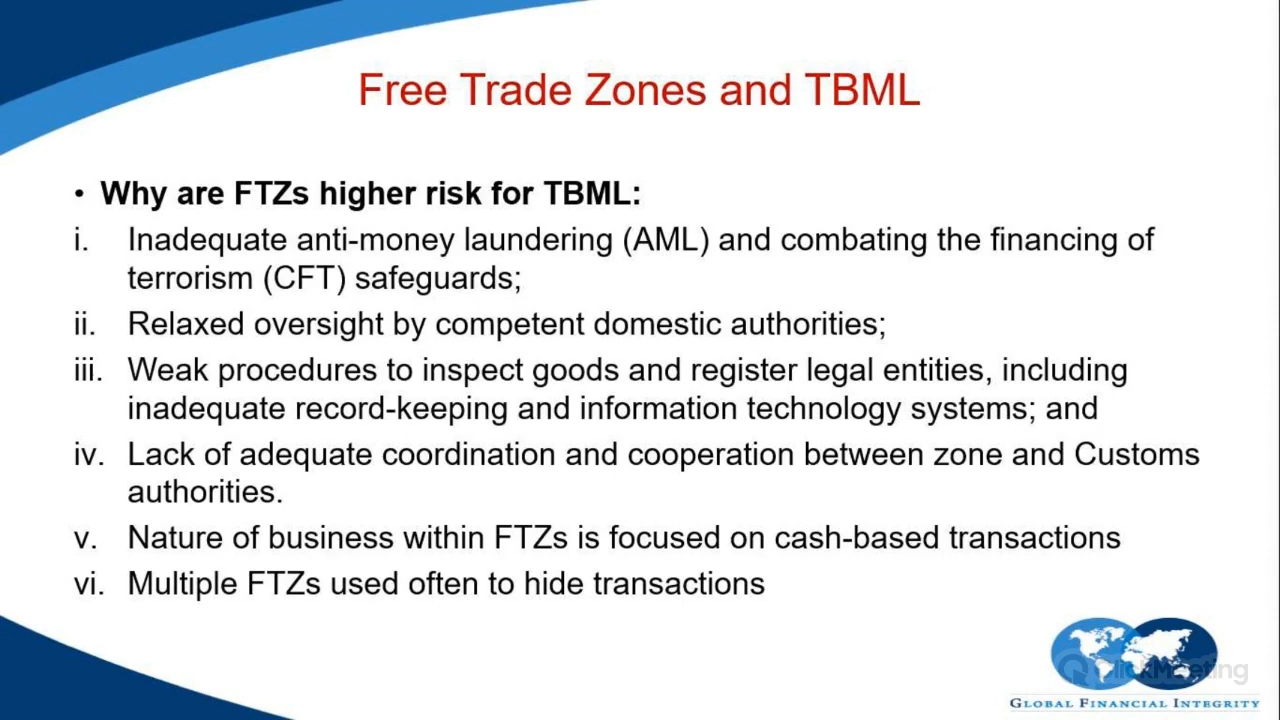 Free Trade Zones and TBML
• Why are FTZs higher risk for TBML:
i. Inadequate anti-money laundering (AML) and combating the financing of
terrorism (CFT) safeguards;
ii. Relaxed oversight by competent domestic authorities;
iii. Weak procedures to inspect goods and register legal entities, including
inadequate record-keeping and information technology systems; and
iv. Lack of adequate coordination and cooperation between zone and Customs
authorities.
v. Nature of business within FTZs is focused on cash-based transactions
vi. Multiple FTZs used often to hide transactions
ClickMeeting
GLOBAL FINANCIAL INTEGRITY